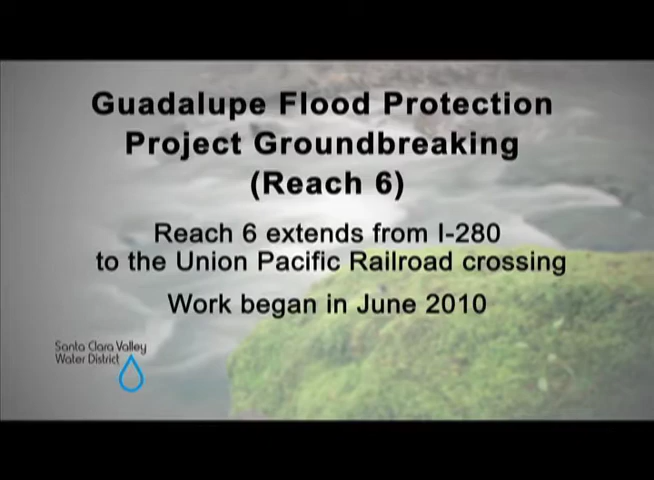 Guadalupe Flood Protection
Project Groundbreaking
(Reach 6)
Reach 6 extends from I-280
to the Union Pacific Railroad crossing
Work began in June 2010
Santa Clara Valley
Water District